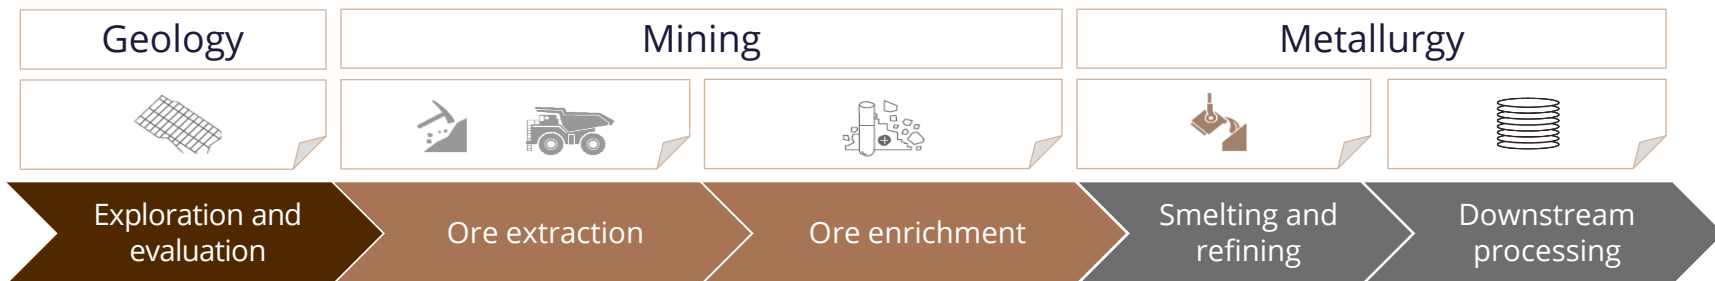 Geology
Mining
Metallurgy
Exploration and
evaluation
Ore extraction
Ore enrichment
Smelting and
refining
Downstream
processing